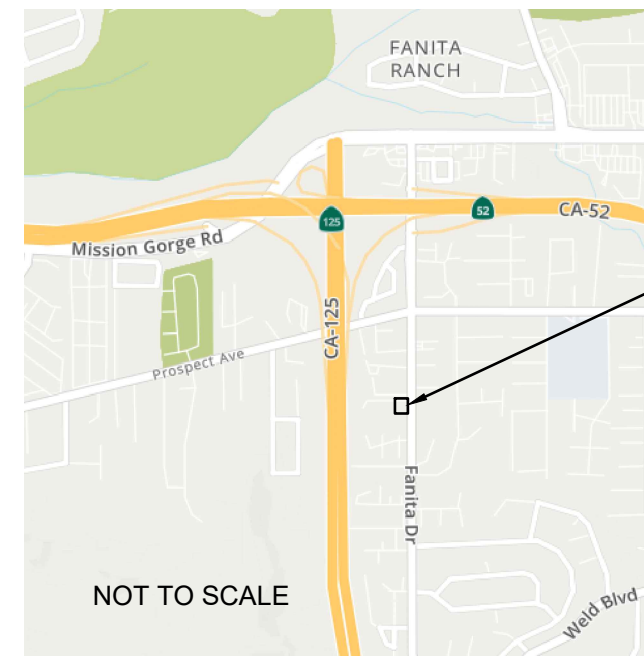 FANITA
RANCH
52
CA-52
125
Mission Gorge Rd
CA-125
Prospect Ave
Fanita Dr
NOT TO SCALE
Weld Blvd